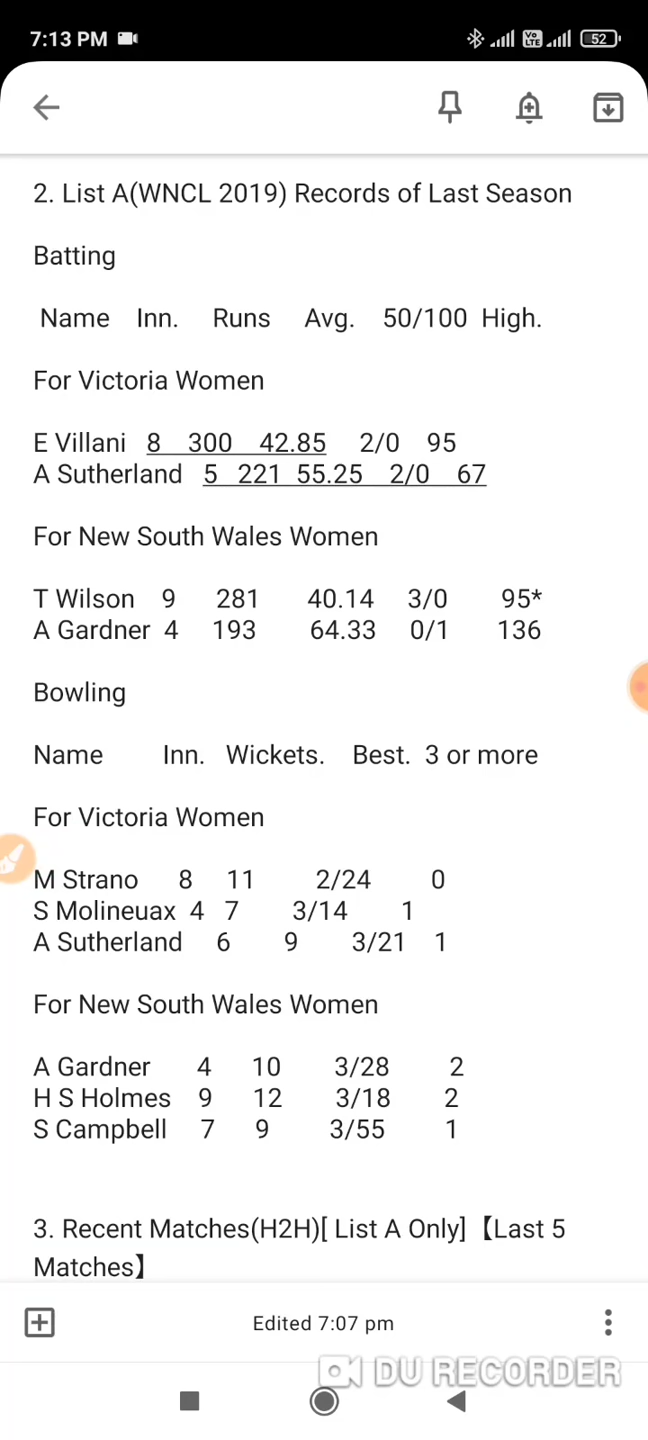 7:13 PM
Vo LTE
52
2. List A(WNCL 2019) Records of Last Season
Batting
Name Inn. Runs Avg. 50/100 High.
For Victoria Women
E Villani 8 300 42.85 2/0 95
A Sutherland 5 221 55.25 2/0 67
For New South Wales Women
T Wilson 9 281 40.14 3/0 95*
A Gardner 4 193 64.33 0/1 136
Bowling
Name Inn. Wickets. Best. 3 or more
For Victoria Women
M Strano 8 11 2/24 0
S Molineuax 4 7 3/14 1
A Sutherland 6 9 3/21 1
For New South Wales Women
A Gardner 4 10 3/28 2
H S Holmes 9 12 3/18 2
S Campbell 7 9 3/55 1
3. Recent Matches(H2H)[ List A Only]【Last 5
Matches】
Edited 7:07 pm
DU RECORDER